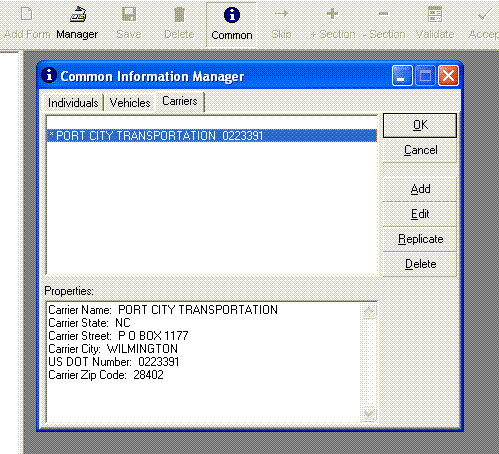 Add Form Manager Save Delete Common Skip + Section - Section Validate Accep
Common Information Manager
Individuals Vehicles Carriers
* PORT CITY TRANSPORTATION 0223391
OK
Cancel
Add
Edit
Replicate
Delete
Properties:
Carrier Name: PORT CITY TRANSPORTATION
Carrier State: NC
Carrier Street: P O BOX 1177
Carrier City: WILMINGTON
US DOT Number: 0223391
Carrier Zip Code: 28402